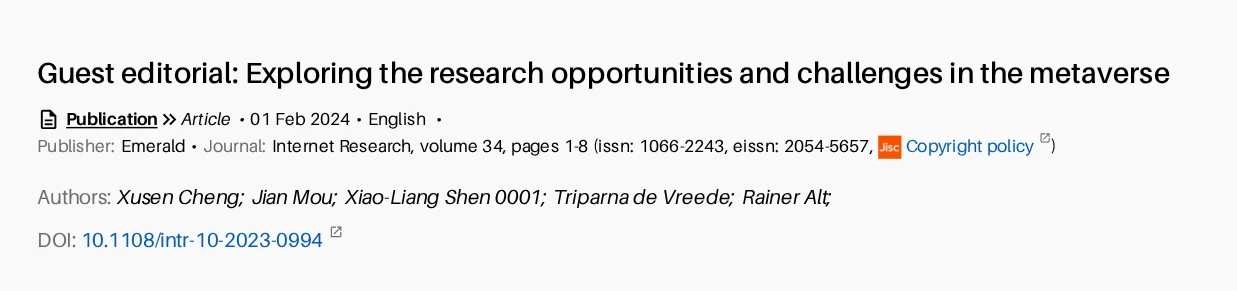 Guest editorial: Exploring the research opportunities and challenges in the metaverse
Publication Article • 01 Feb 2024 • English •
Publisher: Emerald • Journal: Internet Research, volume 34, pages 1-8 (issn: 1066-2243, eissn: 2054-5657, Jisc Copyright policy )
Authors: Xusen Cheng; Jian Mou; Xiao-Liang Shen 0001; Triparna de Vreede; Rainer Alt;
DOI: 10.1108/intr-10-2023-0994